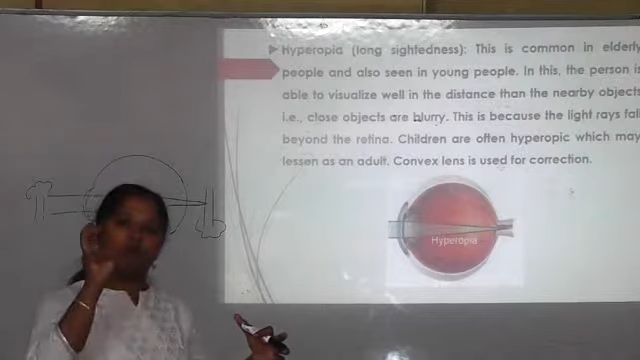 Hyperopia (long sightedness): This is common in elderly
people and also seen in young people. In this, the person is
able to visualize well in the distance than the nearby objects
i.e., close objects are blurry. This is because the light rays fall
beyond the retina. Children are often hyperopic which may
lessen as an adult. Convex lens is used for correction.
Hyperopia